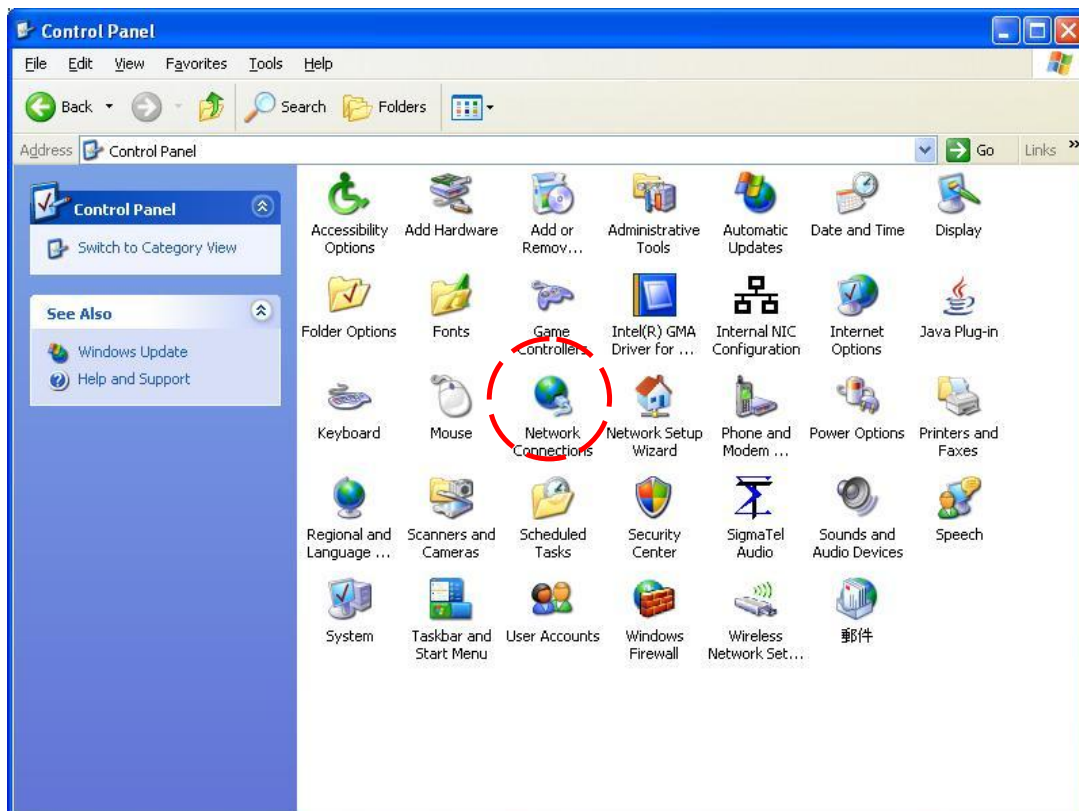 Control Panel
File Edit View Favorites Tools Help
Back Search Folders
Address Control Panel Go Links »
Control Panel
Switch to Category View
See Also
Windows Update
Help and Support
Accessibility Options
Add Hardware
Add or Remov...
Administrative Tools
Automatic Updates
Date and Time
Display
Folder Options
Fonts
Game Controllers
Intel(R) GMA Driver for ...
Internal NIC Configuration
Internet Options
Java Plug-in
Keyboard
Mouse
Network Connections
Network Setup Wizard
Phone and Modem ...
Power Options
Printers and Faxes
Regional and Language ...
Scanners and Cameras
Scheduled Tasks
Security Center
SigmaTel Audio
Sounds and Audio Devices
Speech
System
Taskbar and Start Menu
User Accounts
Windows Firewall
Wireless Network Set...
郵件